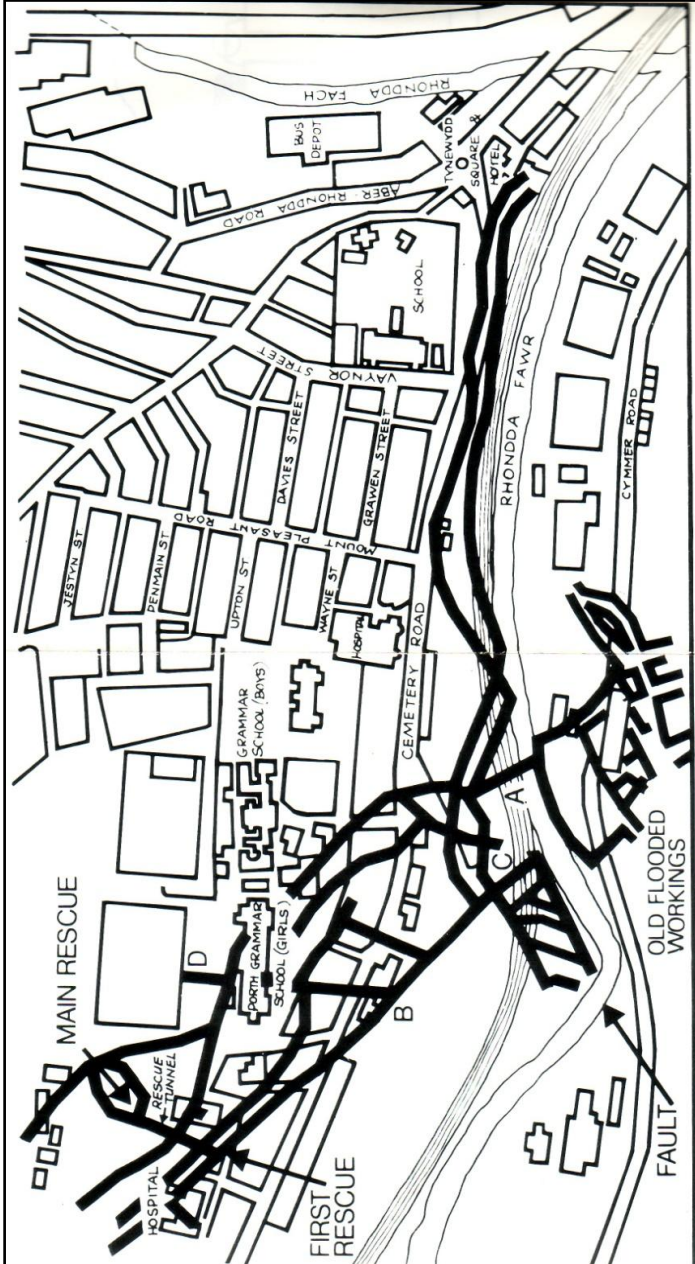 MAIN RESCUE
RESCUE
TUNNEL
HOSPITAL
FIRST
RESCUE
D
PORTH GRAMMAR
SCHOOL (GIRLS)
GRAMMAR
SCHOOL (BOYS)
B
C
A
FAULT
OLD FLOODED
WORKINGS
JESTYN ST
PENMAIN ST
UPTON ST
WAYNE ST
HOSPITAL
CEMETERY ROAD
MOUNT PLEASANT ROAD
DAVIES STREET
GRAWEN STREET
VAYNOR STREET
SCHOOL
ABER-RHONDDA ROAD
BUS
DEPOT
RHONDDA FACH
TYNEWYDD
SQUARE &
HOTEL
RHONDDA FAWR
CYMMER ROAD